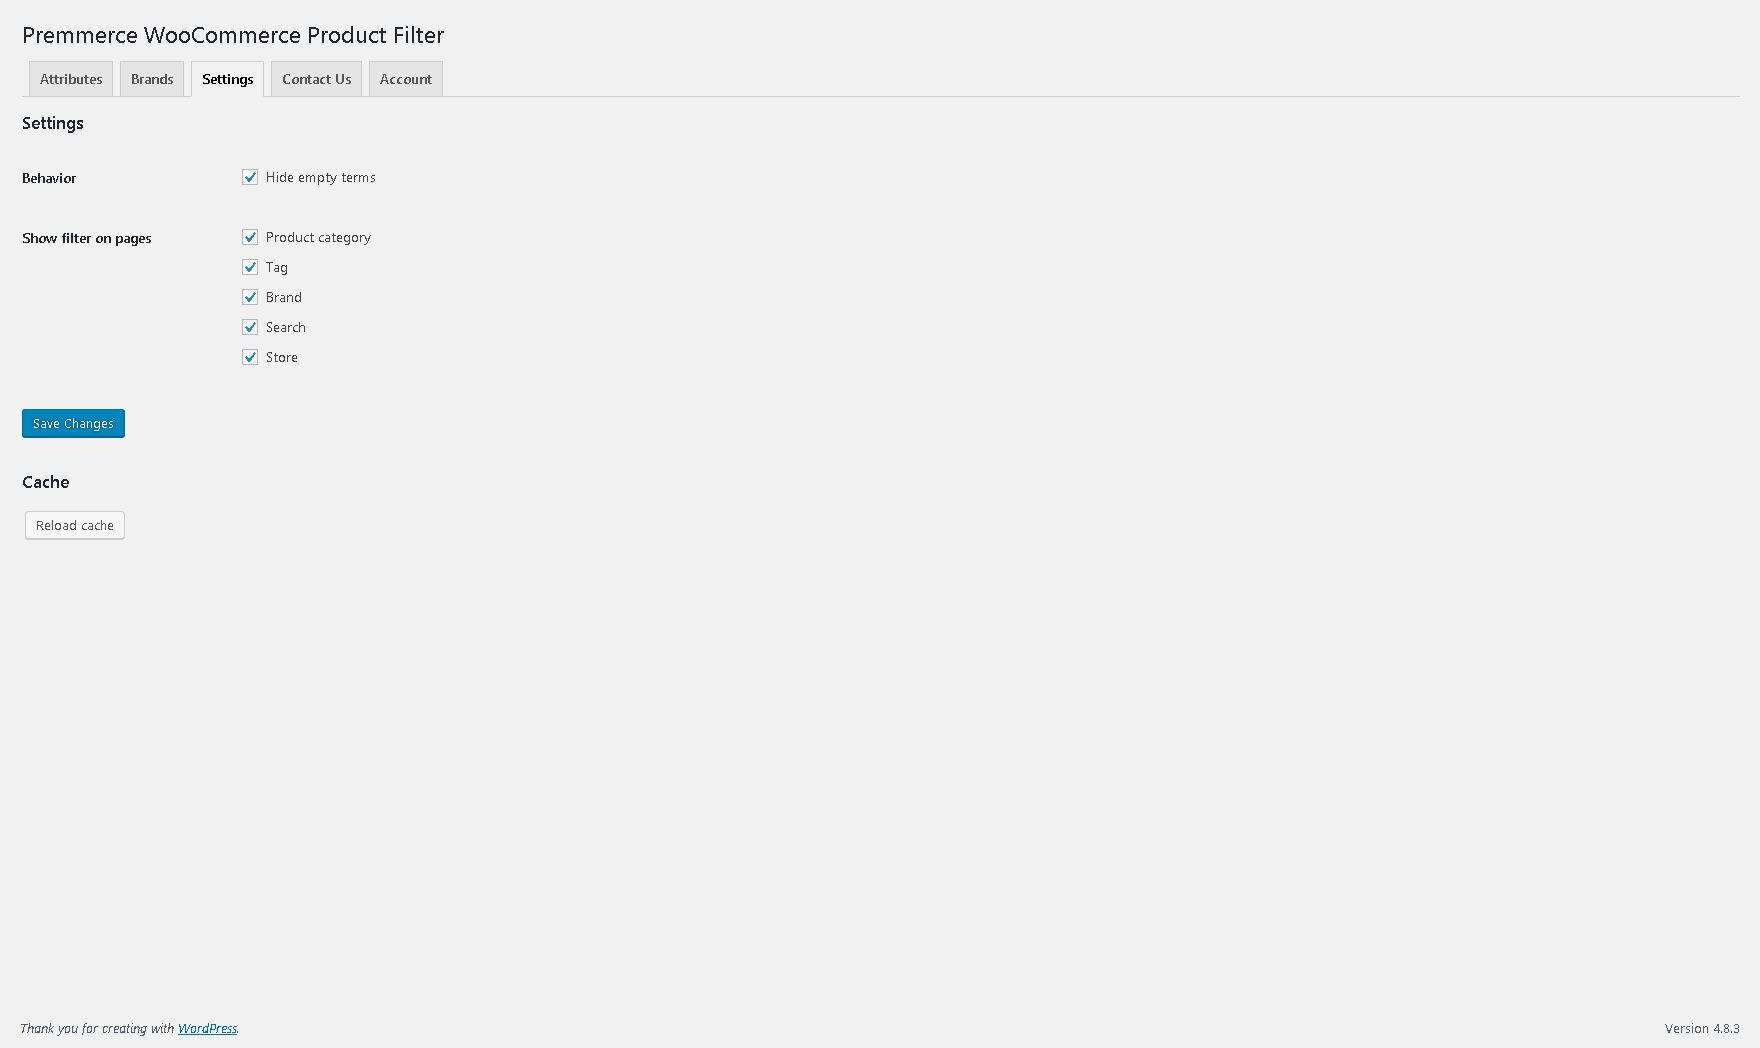 Premmerce WooCommerce Product Filter
Attributes Brands Settings Contact Us Account
Settings
Behavior Hide empty terms
Show filter on pages Product category
Tag
Brand
Search
Store
Save Changes
Cache
Reload cache
Thank you for creating with WordPress. Version 4.8.3